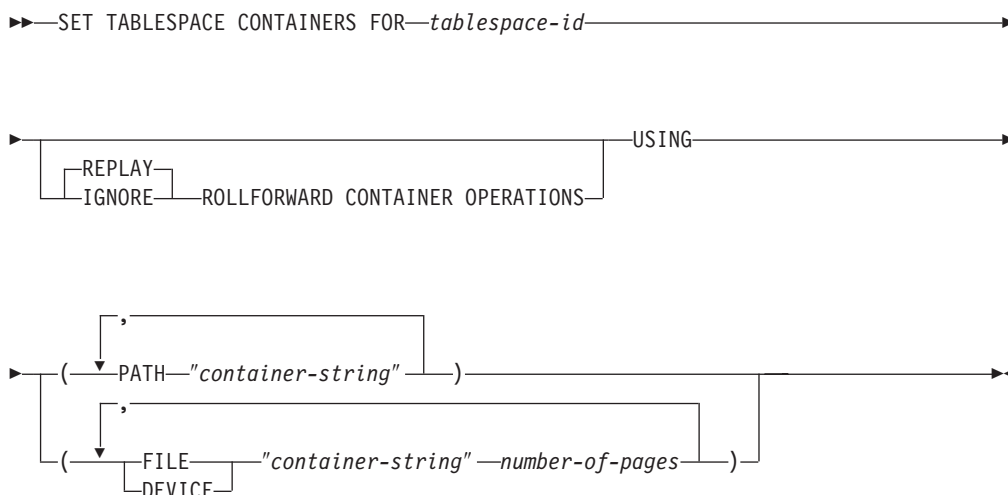 SET TABLESPACE CONTAINERS FOR tablespace-id
USING
REPLAY
IGNORE ROLLFORWARD CONTAINER OPERATIONS
,
( PATH "container-string" )
,
( FILE "container-string" number-of-pages )
DEVICE